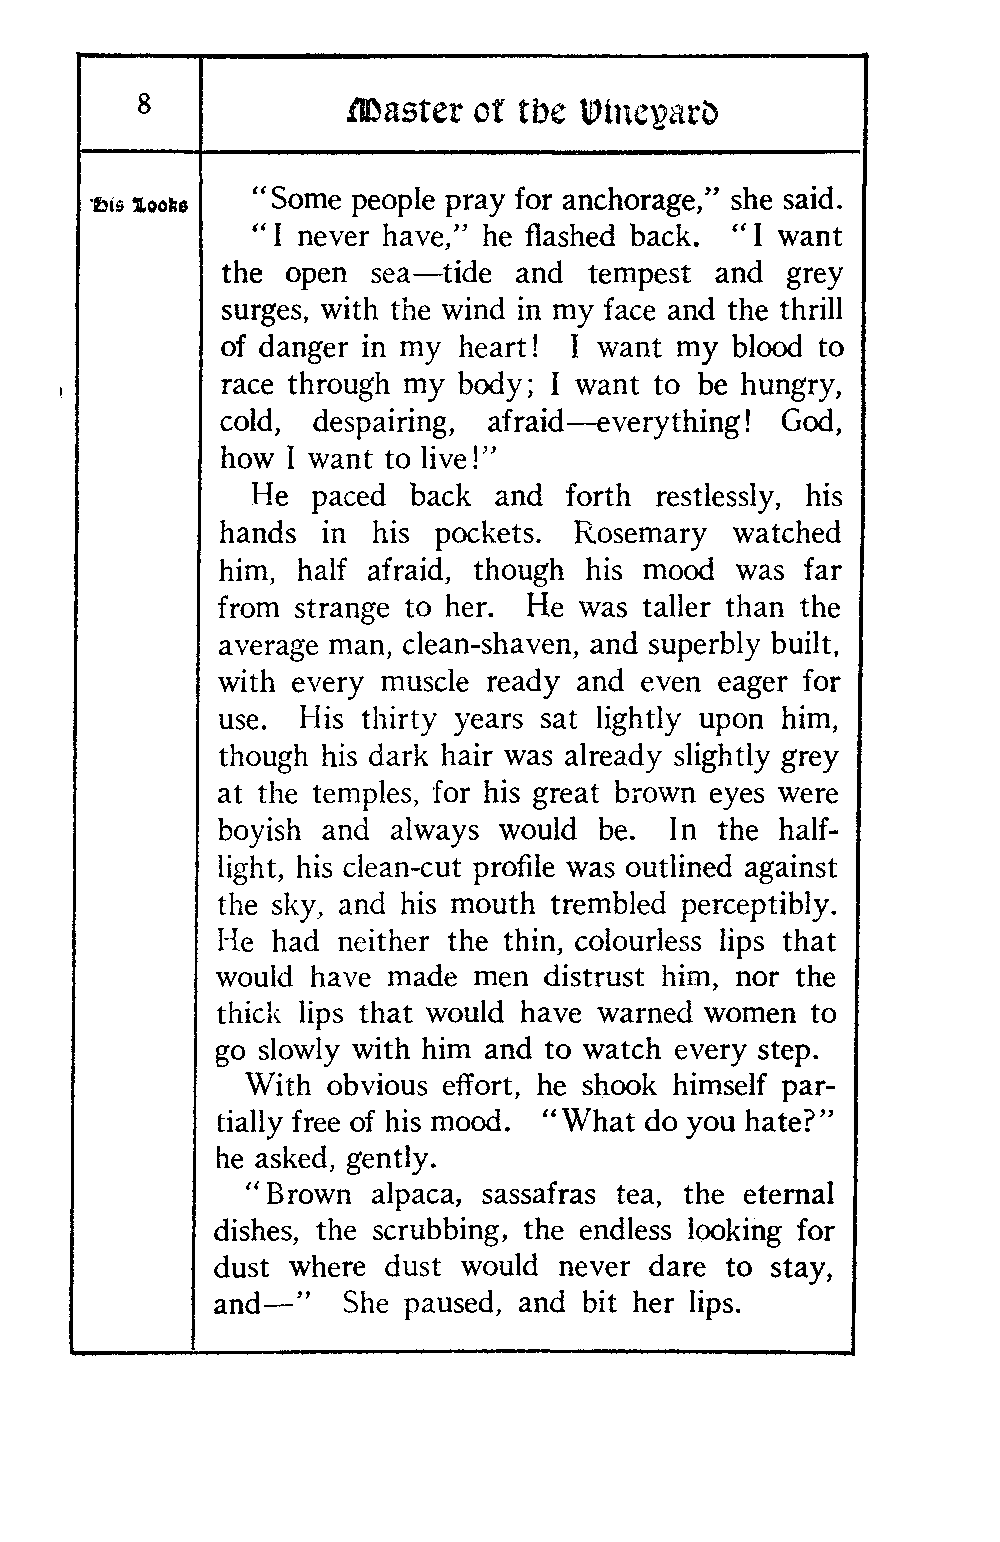 8
Master of the Vineyard
His Looks
“Some people pray for anchorage,” she said.
“I never have,” he flashed back. “I want
the open sea—tide and tempest and grey
surges, with the wind in my face and the thrill
of danger in my heart! I want my blood to
race through my body; I want to be hungry,
cold, despairing, afraid—everything! God,
how I want to live!”
He paced back and forth restlessly, his
hands in his pockets. Rosemary watched
him, half afraid, though his mood was far
from strange to her. He was taller than the
average man, clean-shaven, and superbly built,
with every muscle ready and even eager for
use. His thirty years sat lightly upon him,
though his dark hair was already slightly grey
at the temples, for his great brown eyes were
boyish and always would be. In the half-
light, his clean-cut profile was outlined against
the sky, and his mouth trembled perceptibly.
He had neither the thin, colourless lips that
would have made men distrust him, nor the
thick lips that would have warned women to
go slowly with him and to watch every step.
With obvious effort, he shook himself par-
tially free of his mood. “What do you hate?”
he asked, gently.
“Brown alpaca, sassafras tea, the eternal
dishes, the scrubbing, the endless looking for
dust where dust would never dare to stay,
and—” She paused, and bit her lips.